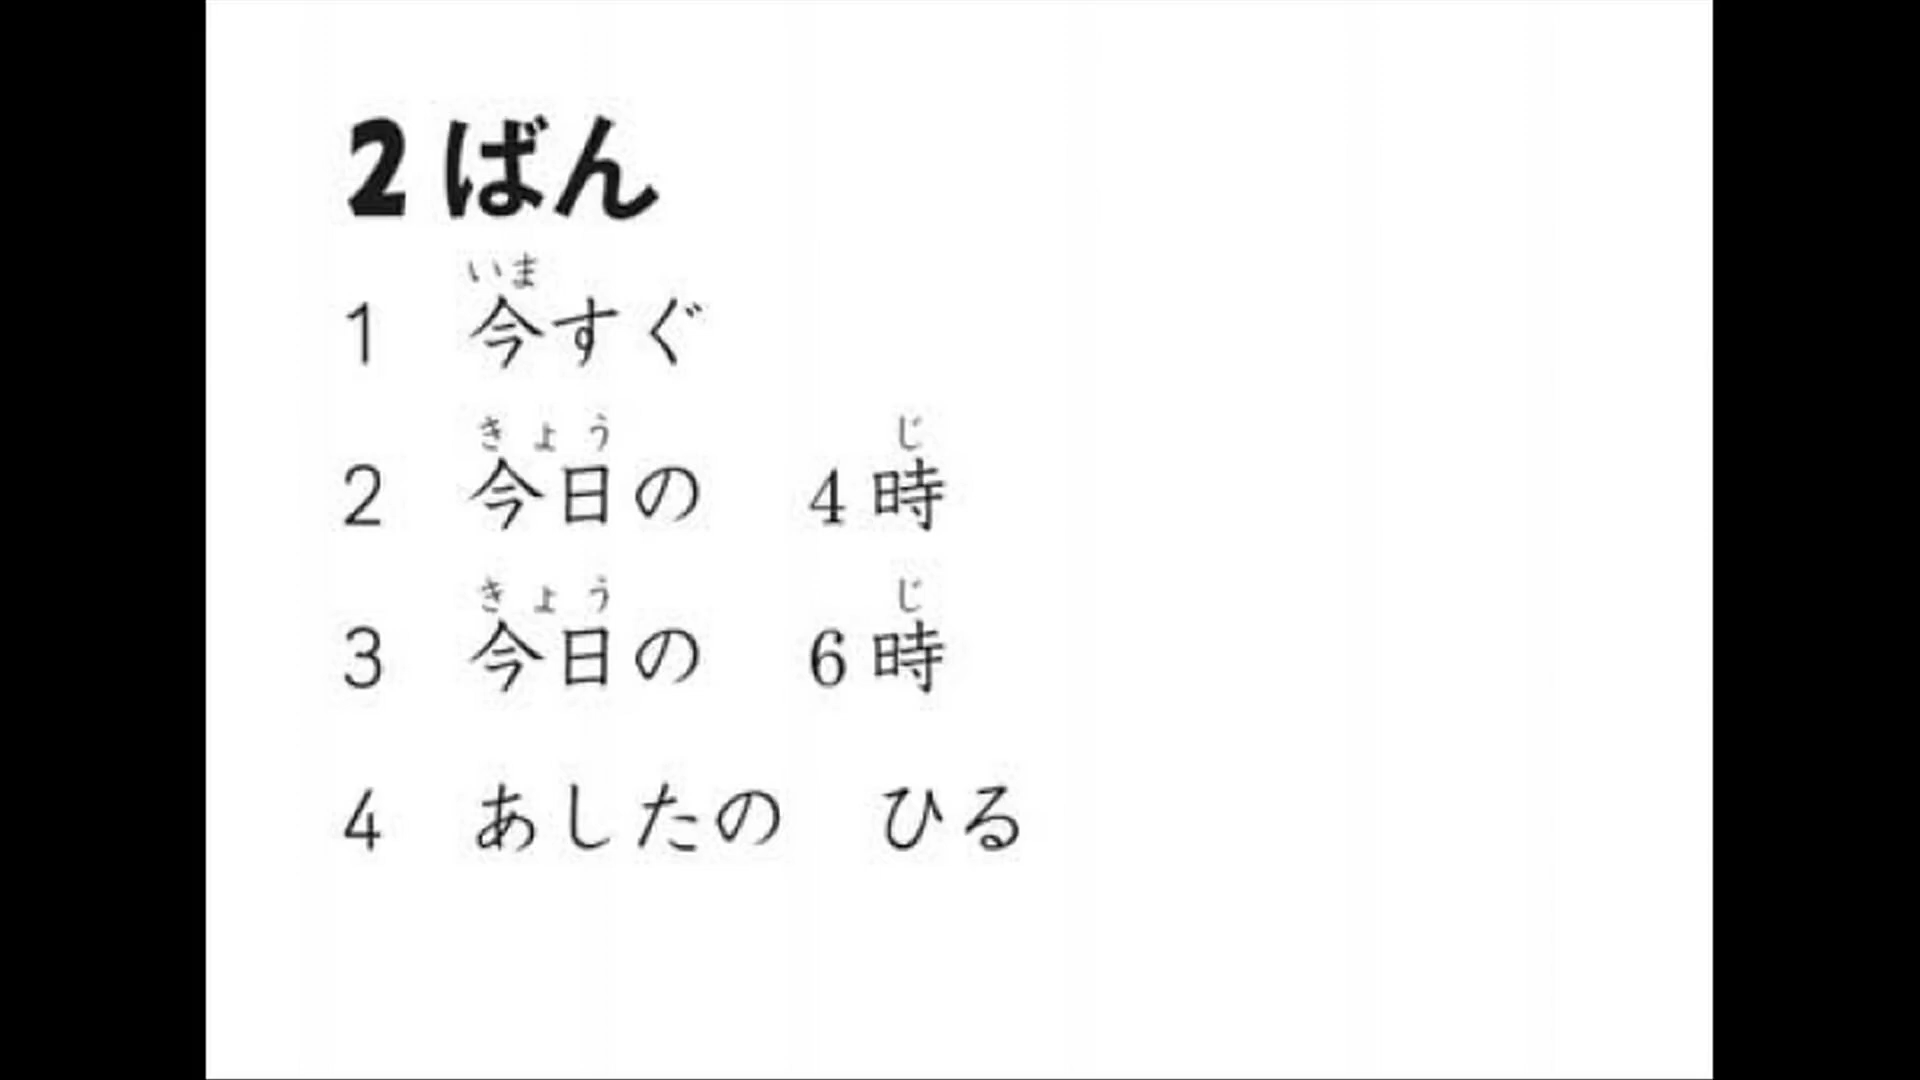 2ばん
いま
1 今すぐ
きょう じ
2 今日の 4時
きょう じ
3 今日の 6時
4 あしたの ひる